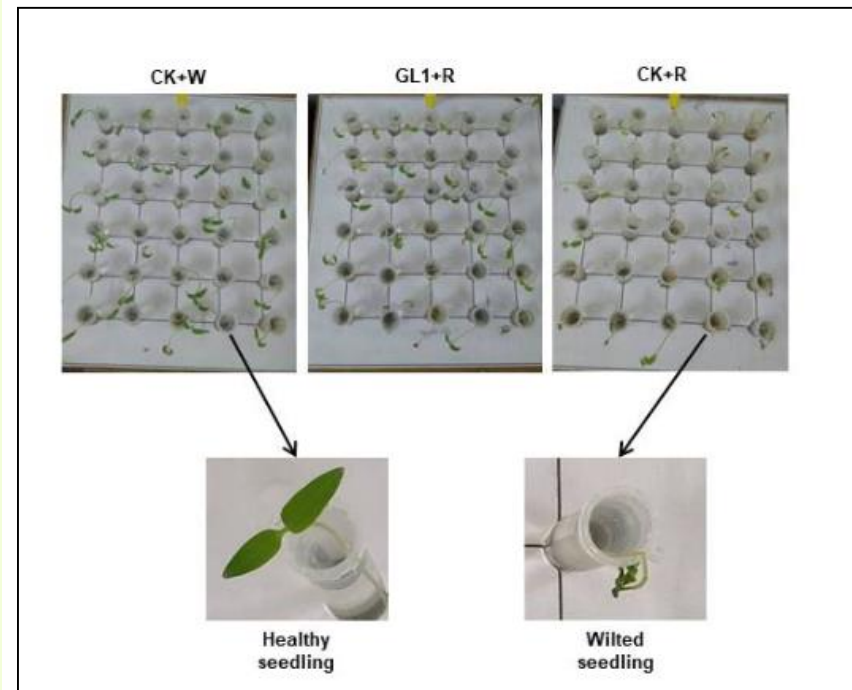 CK+W
GL1+R
CK+R
Healthy
seedling
Wilted
seedling